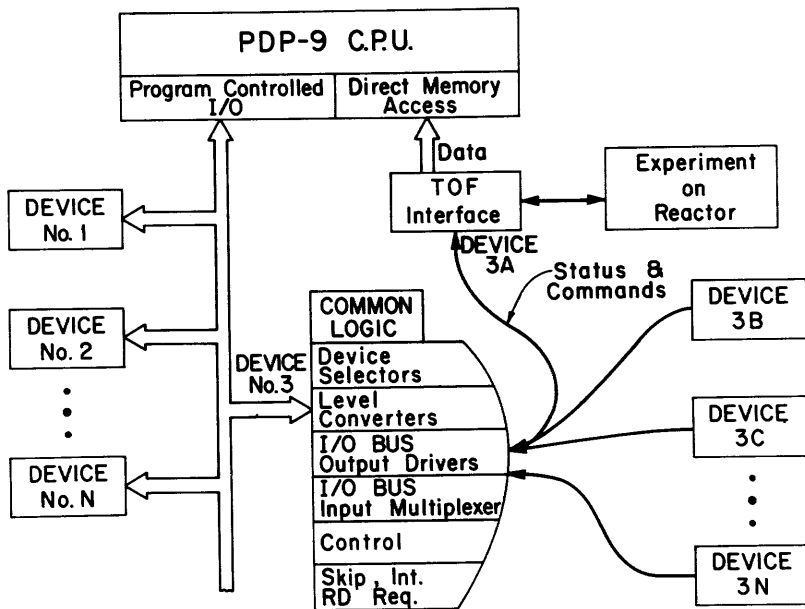 PDP-9 C.P.U.
Program Controlled
I/O
Direct Memory
Access
Data
TOF
Interface
Experiment
on
Reactor
DEVICE
No. 1
DEVICE
3A
Status &
Commands
DEVICE
No. 2
DEVICE
No. 3
COMMON
LOGIC
Device
Selectors
Level
Converters
I/O BUS
Output Drivers
I/O BUS
Input Multiplexer
Control
Skip, Int.
RD Req.
DEVICE
No. N
DEVICE
3B
DEVICE
3C
DEVICE
3N